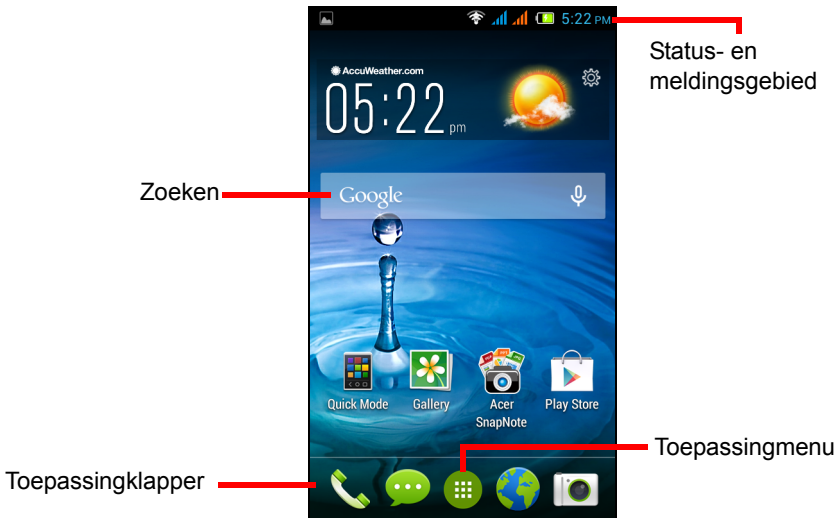 5:22 PM
Status- en
meldingsgebied
AccuWeather.com
05:22 pm
Zoeken
Google
Quick Mode
Gallery
Acer
SnapNote
Play Store
Toepassingmenu
Toepassingklapper